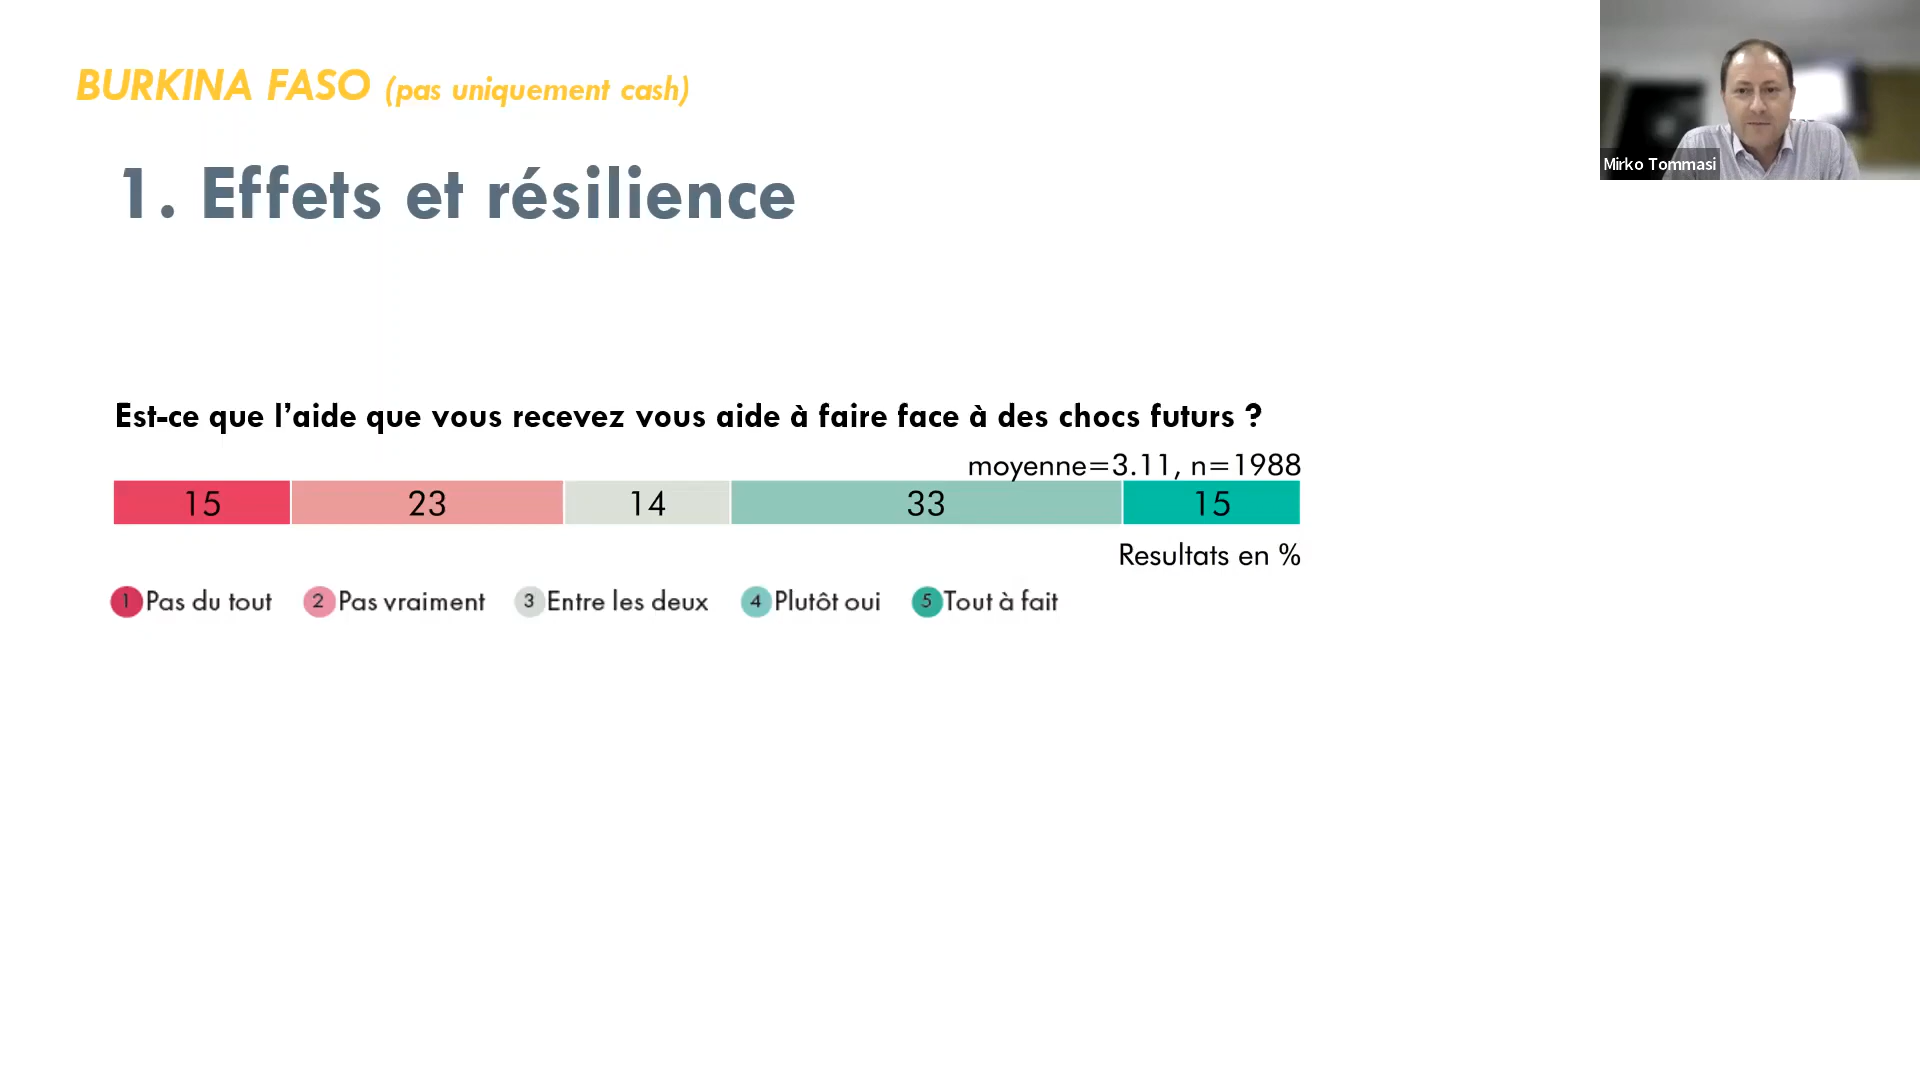 BURKINA FASO (pas uniquement cash)
Mirko Tommasi
1. Effets et résilience
Est-ce que l’aide que vous recevez vous aide à faire face à des chocs futurs ?
moyenne=3.11, n=1988
15 23 14 33 15
Resultats en %
1 Pas du tout 2 Pas vraiment 3 Entre les deux 4 Plutôt oui 5 Tout à fait